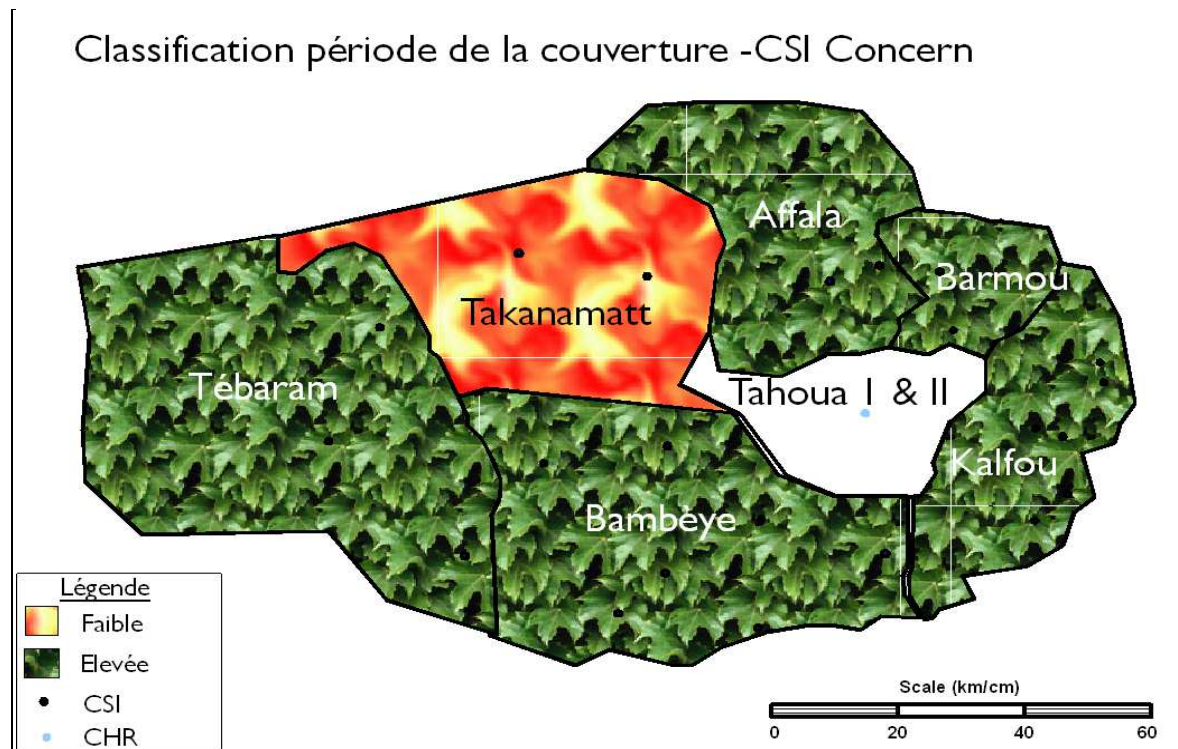 Classification période de la couverture -CSI Concern
Affala
Barmou
Takanamatt
Tébaram
Tahoua I & II
Kalfou
Bambèye
Légende
Faible
Elevée
CSI
CHR
Scale (km/cm)
0 20 40 60